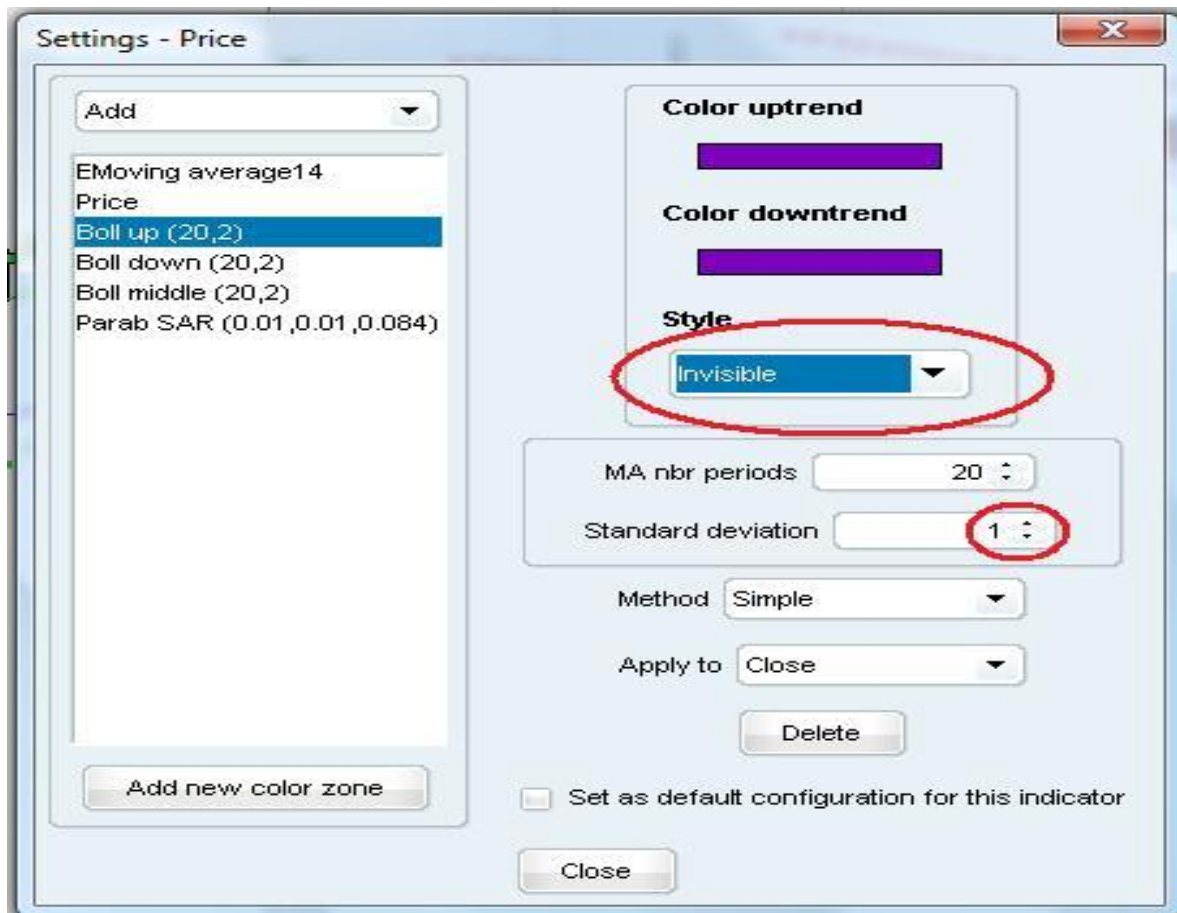 Settings - Price
Add
EMoving average14
Price
Boll up (20,2)
Boll down (20,2)
Boll middle (20,2)
Parab SAR (0.01,0.01,0.084)
Add new color zone
Color uptrend
Color downtrend
Style
Invisible
MA nbr periods 20
Standard deviation 1
Method Simple
Apply to Close
Delete
Set as default configuration for this indicator
Close